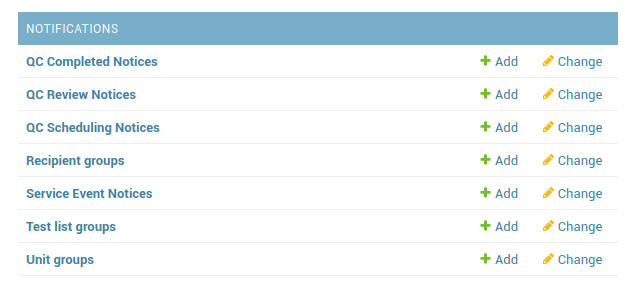 NOTIFICATIONS
QC Completed Notices Add Change
QC Review Notices Add Change
QC Scheduling Notices Add Change
Recipient groups Add Change
Service Event Notices Add Change
Test list groups Add Change
Unit groups Add Change